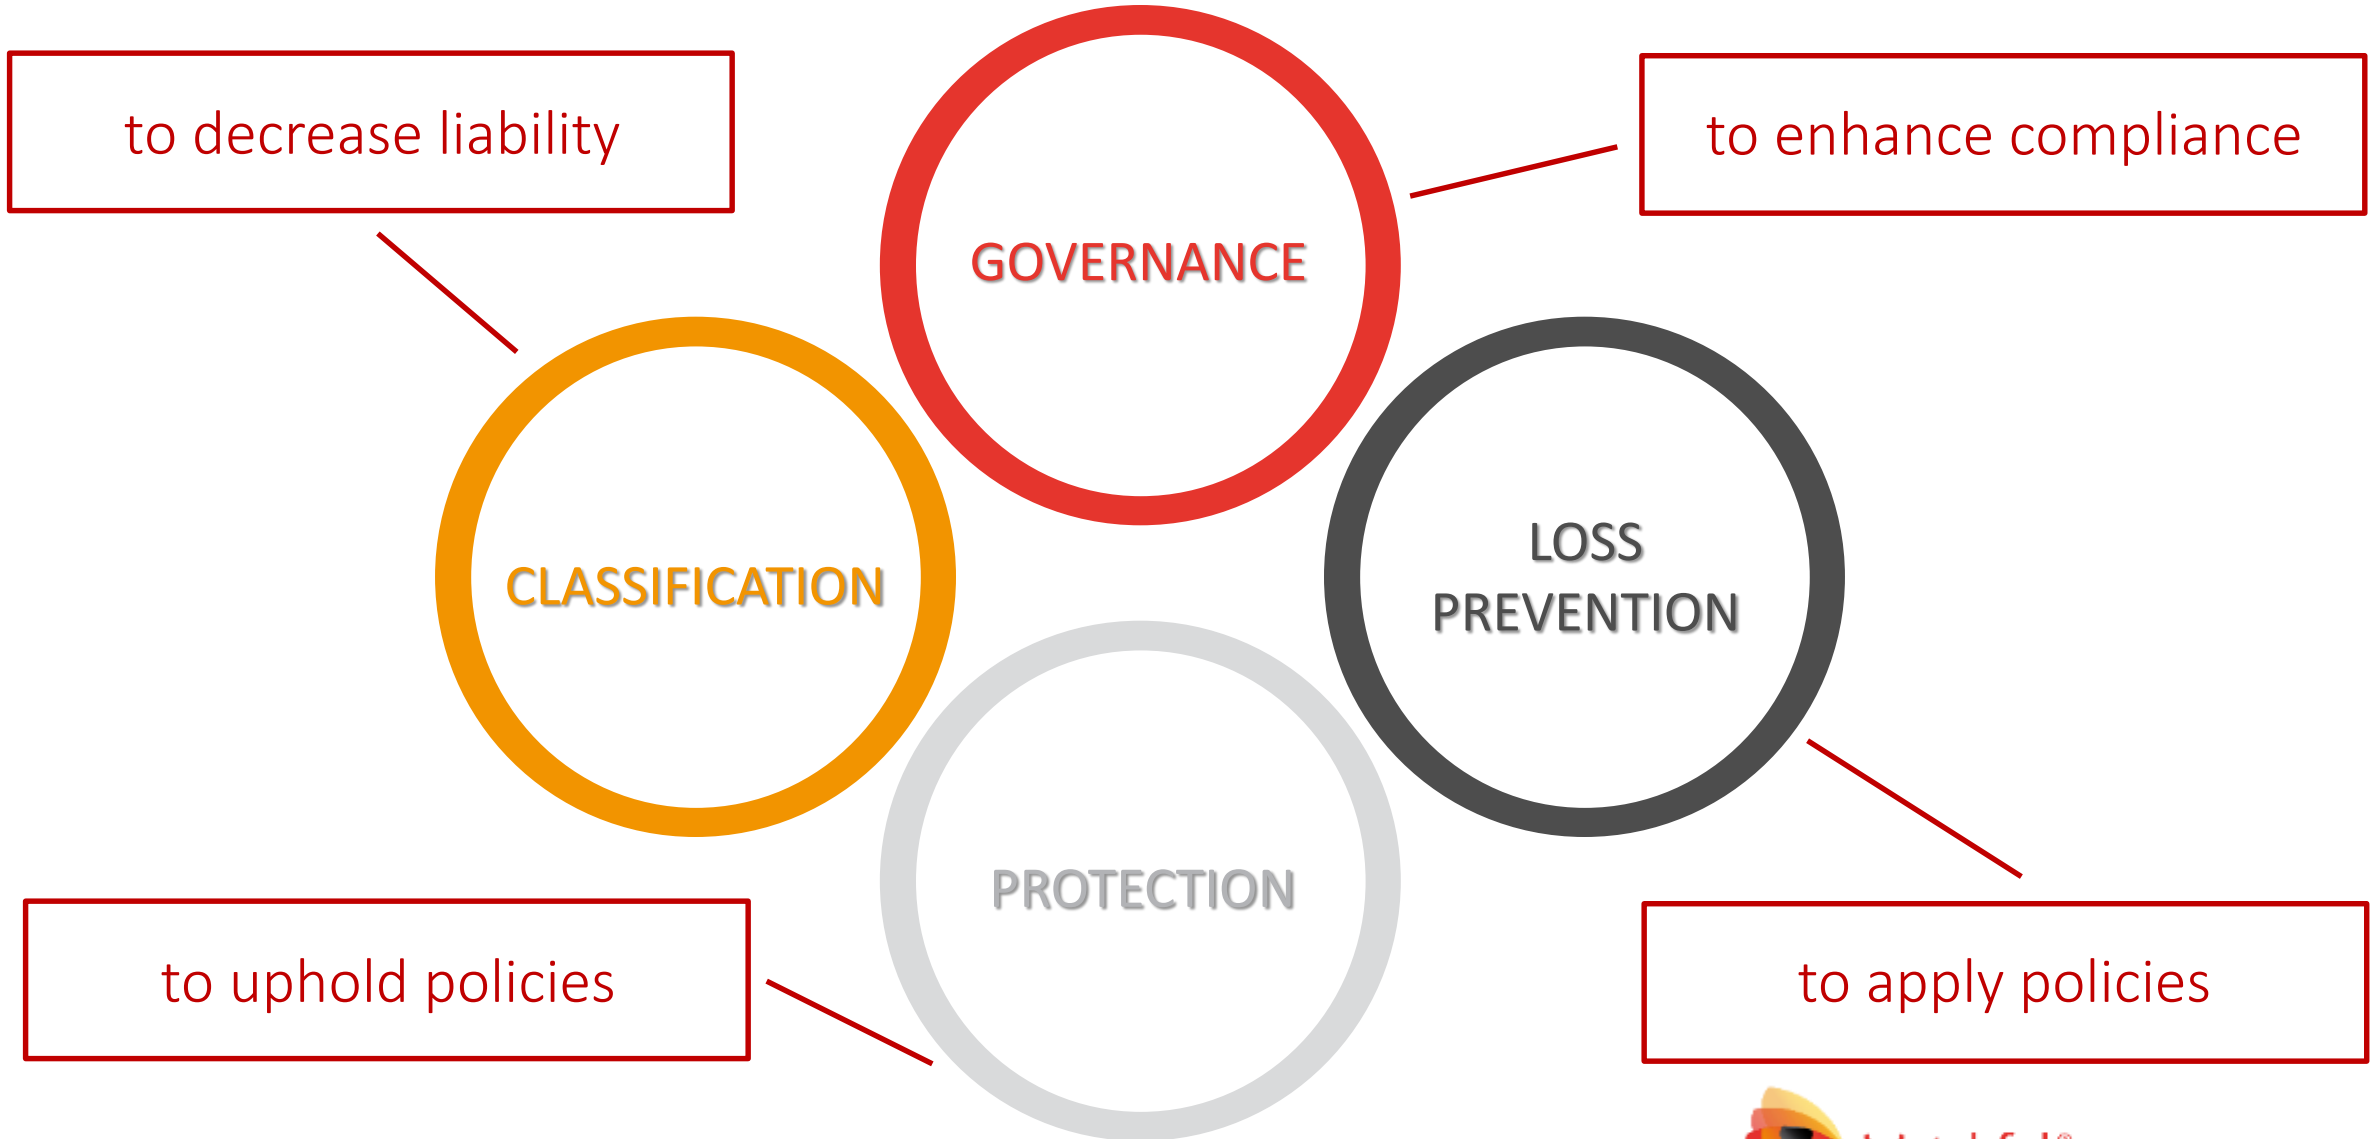 to decrease liability
to enhance compliance
GOVERNANCE
CLASSIFICATION
LOSS
PREVENTION
PROTECTION
to uphold policies
to apply policies